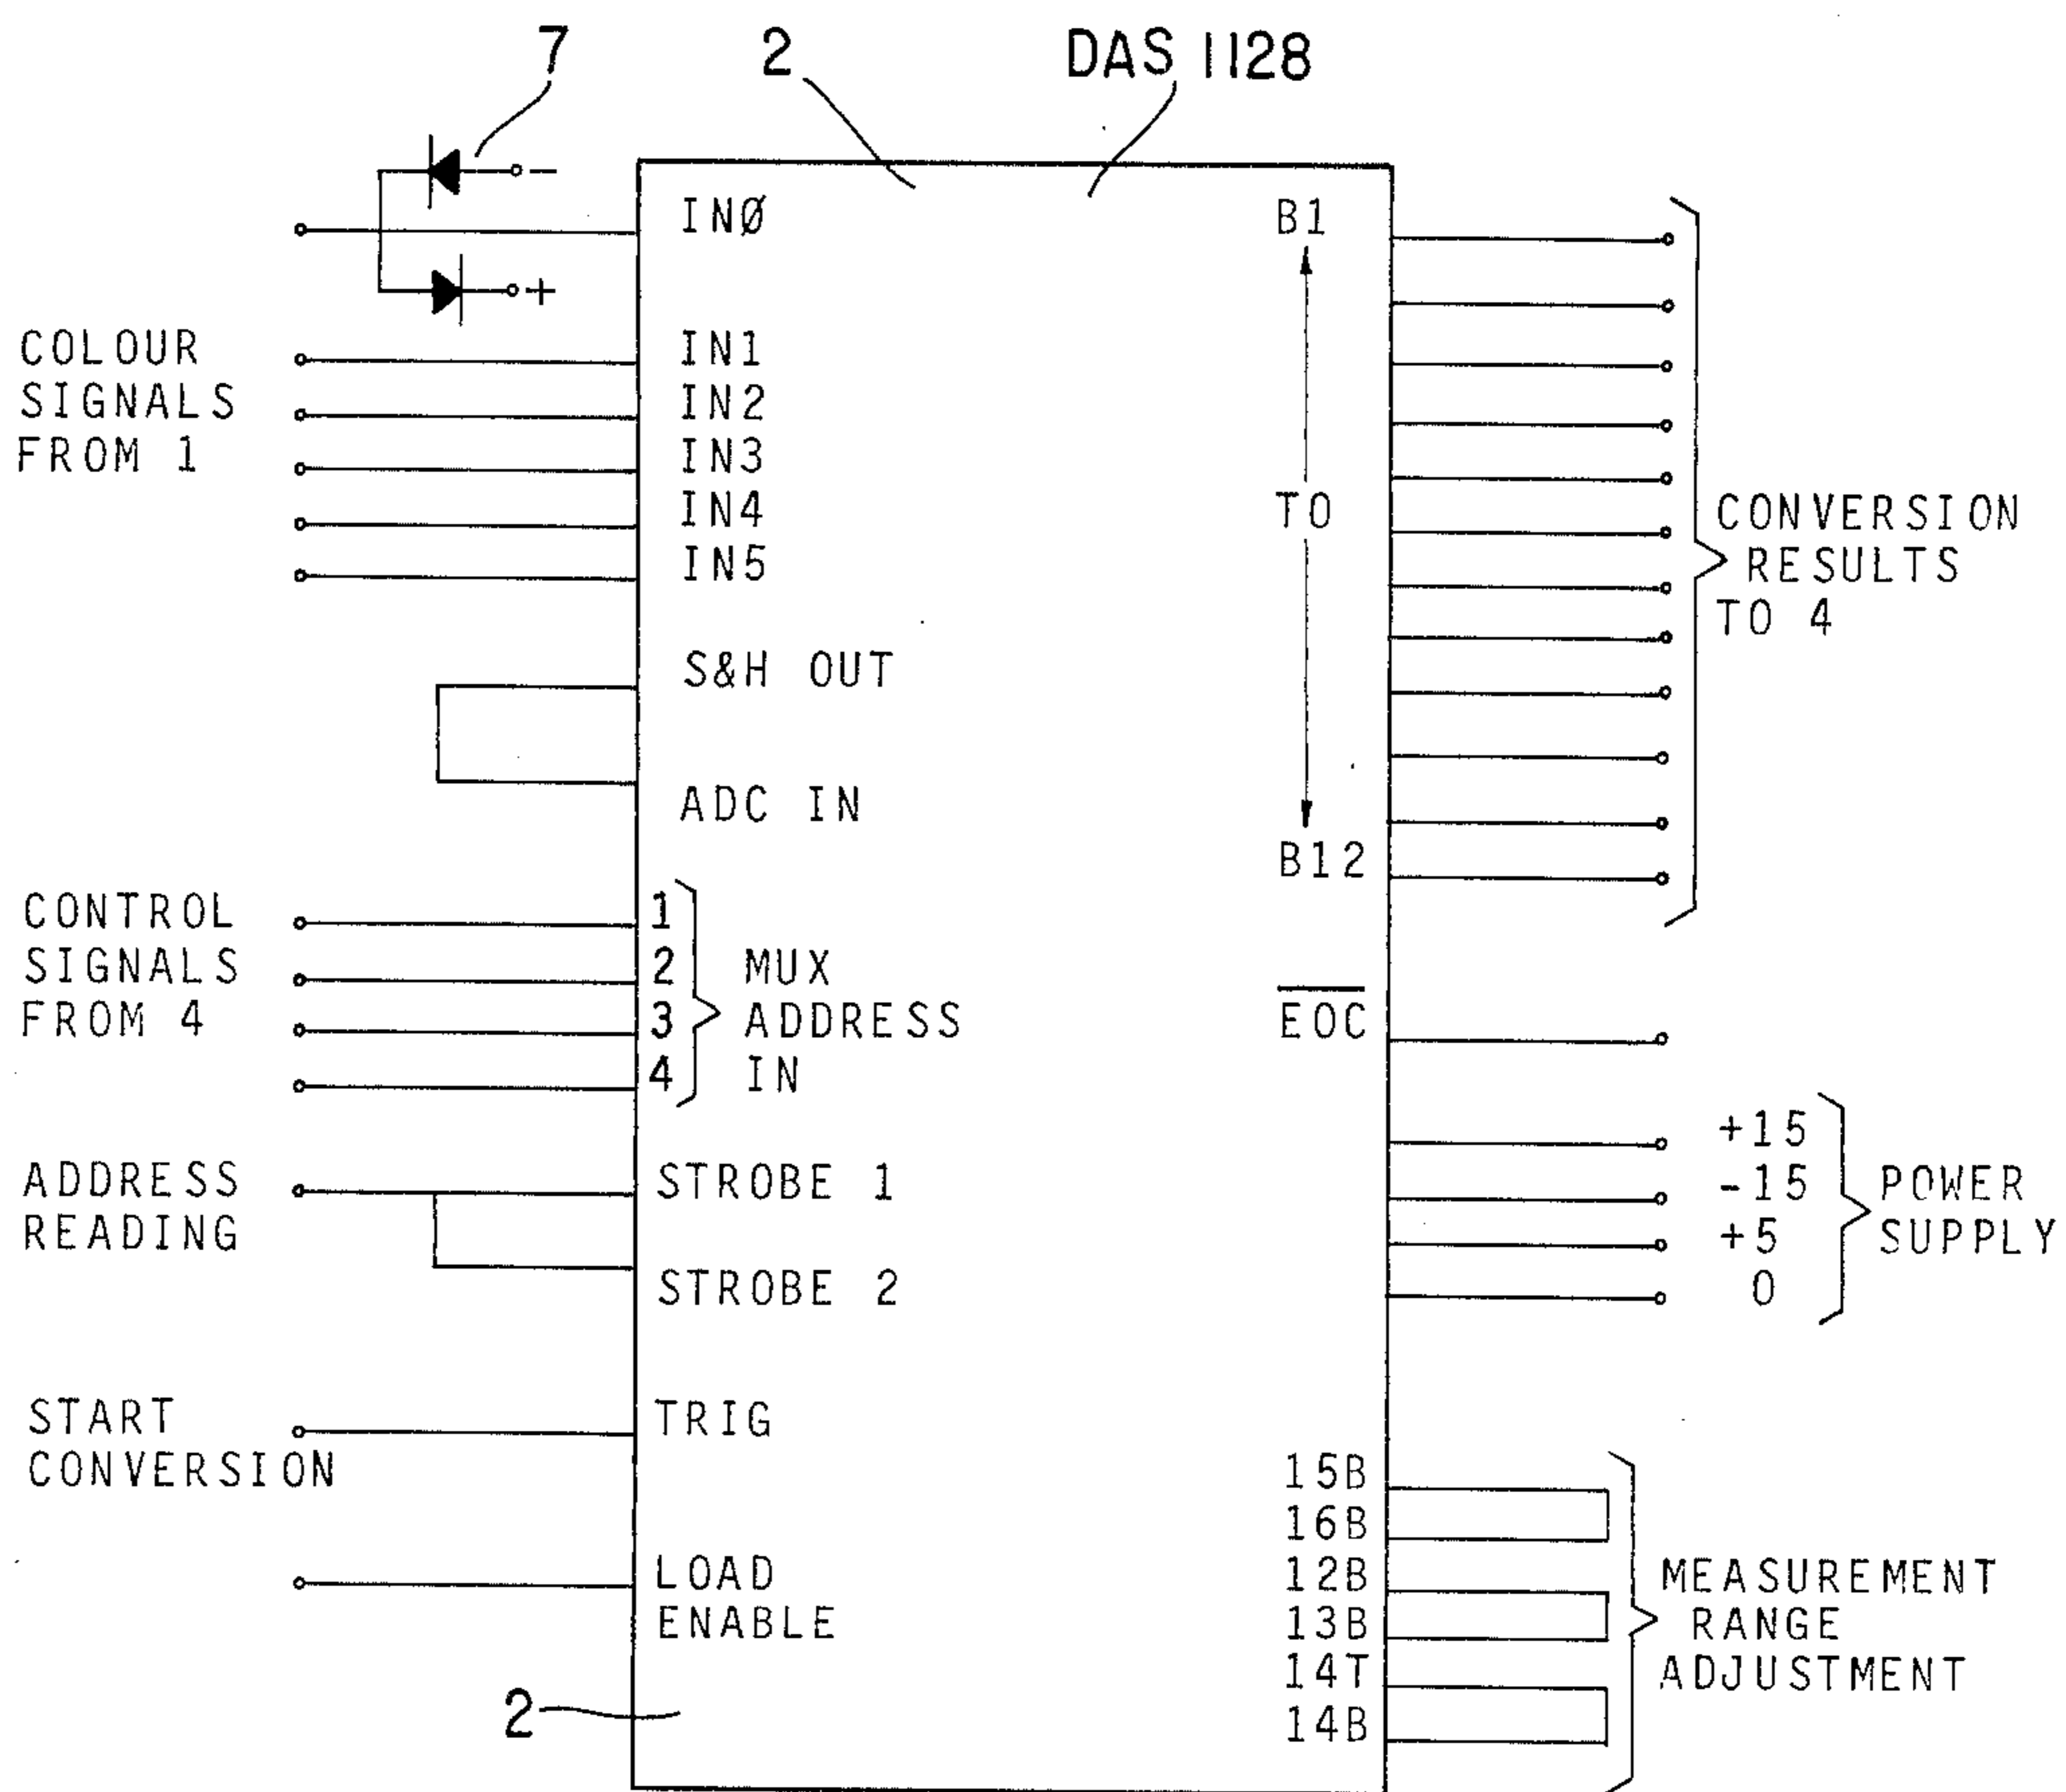 7
2
DAS 1128
-
+
INØ
COLOUR
SIGNALS
FROM 1
IN1
IN2
IN3
IN4
IN5
S&H OUT
ADC IN
CONTROL
SIGNALS
FROM 4
1
2
3
4
MUX
ADDRESS
IN
ADDRESS
READING
STROBE 1
STROBE 2
START
CONVERSION
TRIG
LOAD
ENABLE
2
B1
TO
B12
CONVERSION
RESULTS
TO 4
EOC
+15
-15
+5
0
POWER
SUPPLY
15B
16B
12B
13B
14T
14B
MEASUREMENT
RANGE
ADJUSTMENT